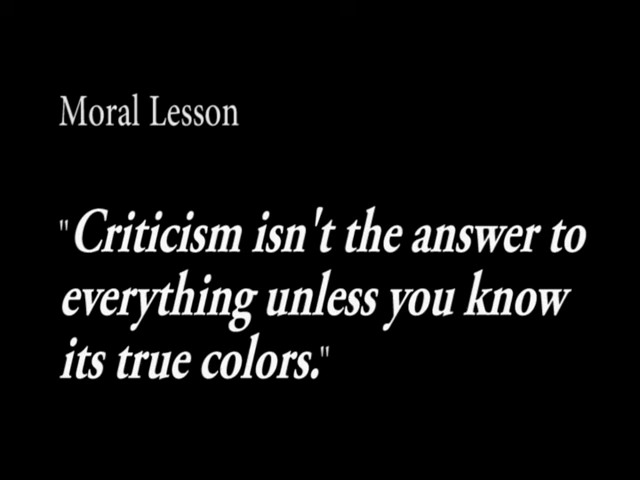 Moral Lesson
"Criticism isn't the answer to
everything unless you know
its true colors."